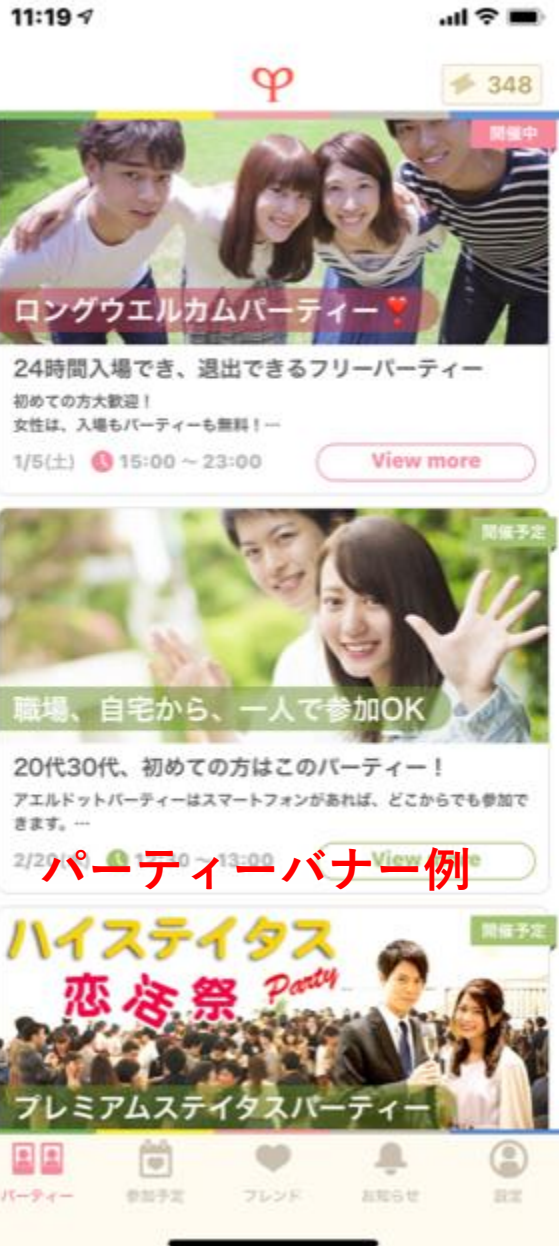 11:19
348
開催中
ロングウエルカムパーティー❣
24時間入場でき、退出できるフリーパーティー
初めての方大歓迎！
女性は、入場もパーティーも無料！…
1/5(土) 15:00 ～ 23:00 View more
開催予定
職場、自宅から、一人で参加OK
20代30代、初めての方はこのパーティー！
アエルドットパーティーはスマートフォンがあれば、どこからでも参加で
きます。…
2/20 12:30 ～ 13:00 View more
パーティーバナー例
開催予定
ハイステイタス
恋活祭 Party
プレミアムステイタスパーティー
パーティー 参加予定 フレンド お知らせ 設定